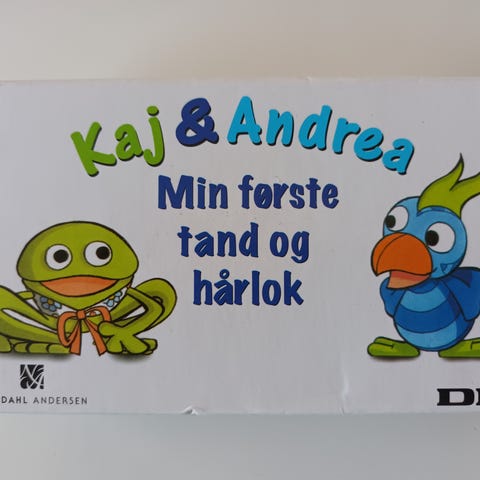 Kaj & Andrea
Min første
tand og
hårlok
DAHL ANDERSEN